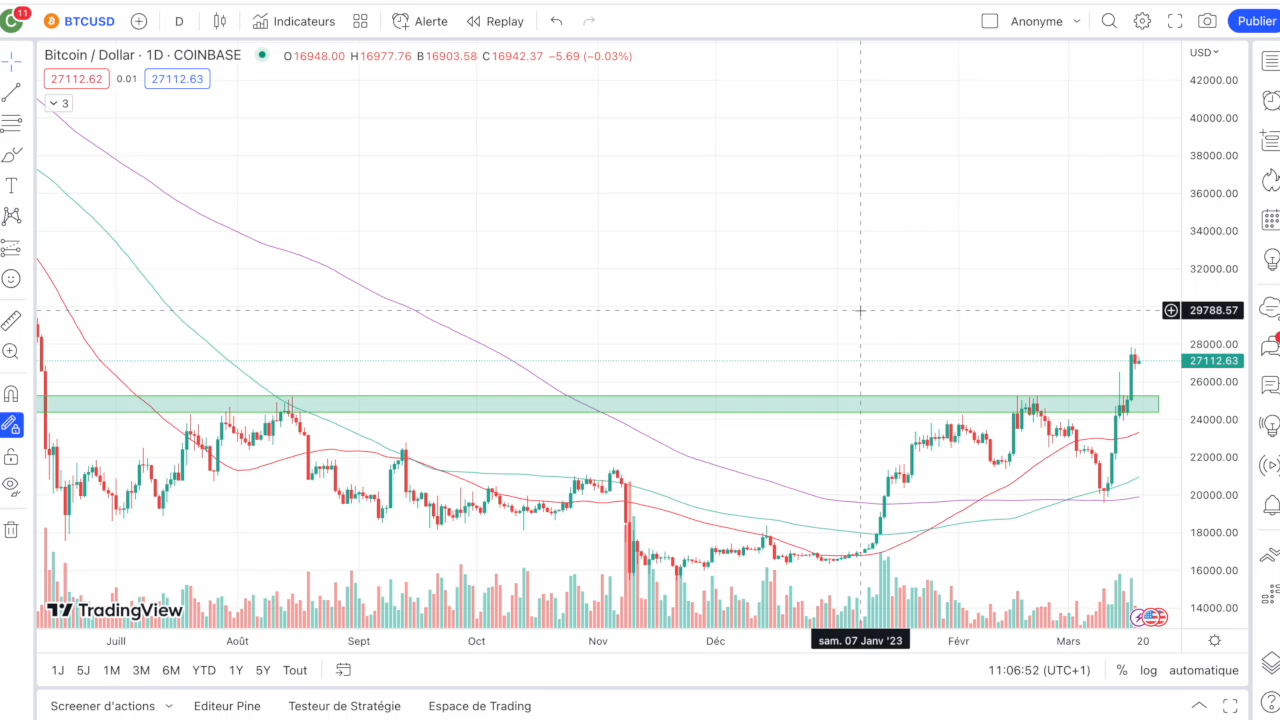 C 11 BTCUSD D Indicateurs Alerte Replay Anonyme Publier
Bitcoin / Dollar · 1D · COINBASE O16948.00 H16977.76 B16903.58 C16942.37 −5.69 (−0.03%)
USD
27112.62 0.01 27112.63
42000.00
3
40000.00
38000.00
36000.00
34000.00
32000.00
29788.57
28000.00
27112.63
26000.00
24000.00
22000.00
20000.00
18000.00
16000.00
14000.00
TradingView
Juill Août Sept Oct Nov Déc sam. 07 Janv '23 Févr Mars 20
1J 5J 1M 3M 6M YTD 1Y 5Y Tout 11:06:52 (UTC+1) % log automatique
Screener d'actions Editeur Pine Testeur de Stratégie Espace de Trading